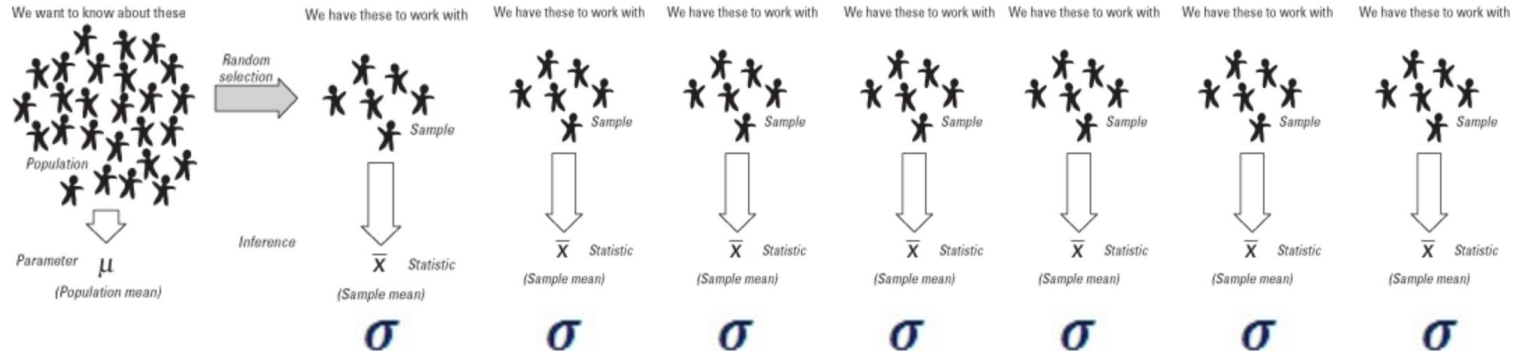 We want to know about these
Random
selection
Population
Parameter μ
(Population mean)
Inference
We have these to work with
Sample
x̄ Statistic
(Sample mean)
σ
We have these to work with
Sample
x̄ Statistic
(Sample mean)
σ
We have these to work with
Sample
x̄ Statistic
(Sample mean)
σ
We have these to work with
Sample
x̄ Statistic
(Sample mean)
σ
We have these to work with
Sample
x̄ Statistic
(Sample mean)
σ
We have these to work with
Sample
x̄ Statistic
(Sample mean)
σ
We have these to work with
Sample
x̄ Statistic
(Sample mean)
σ